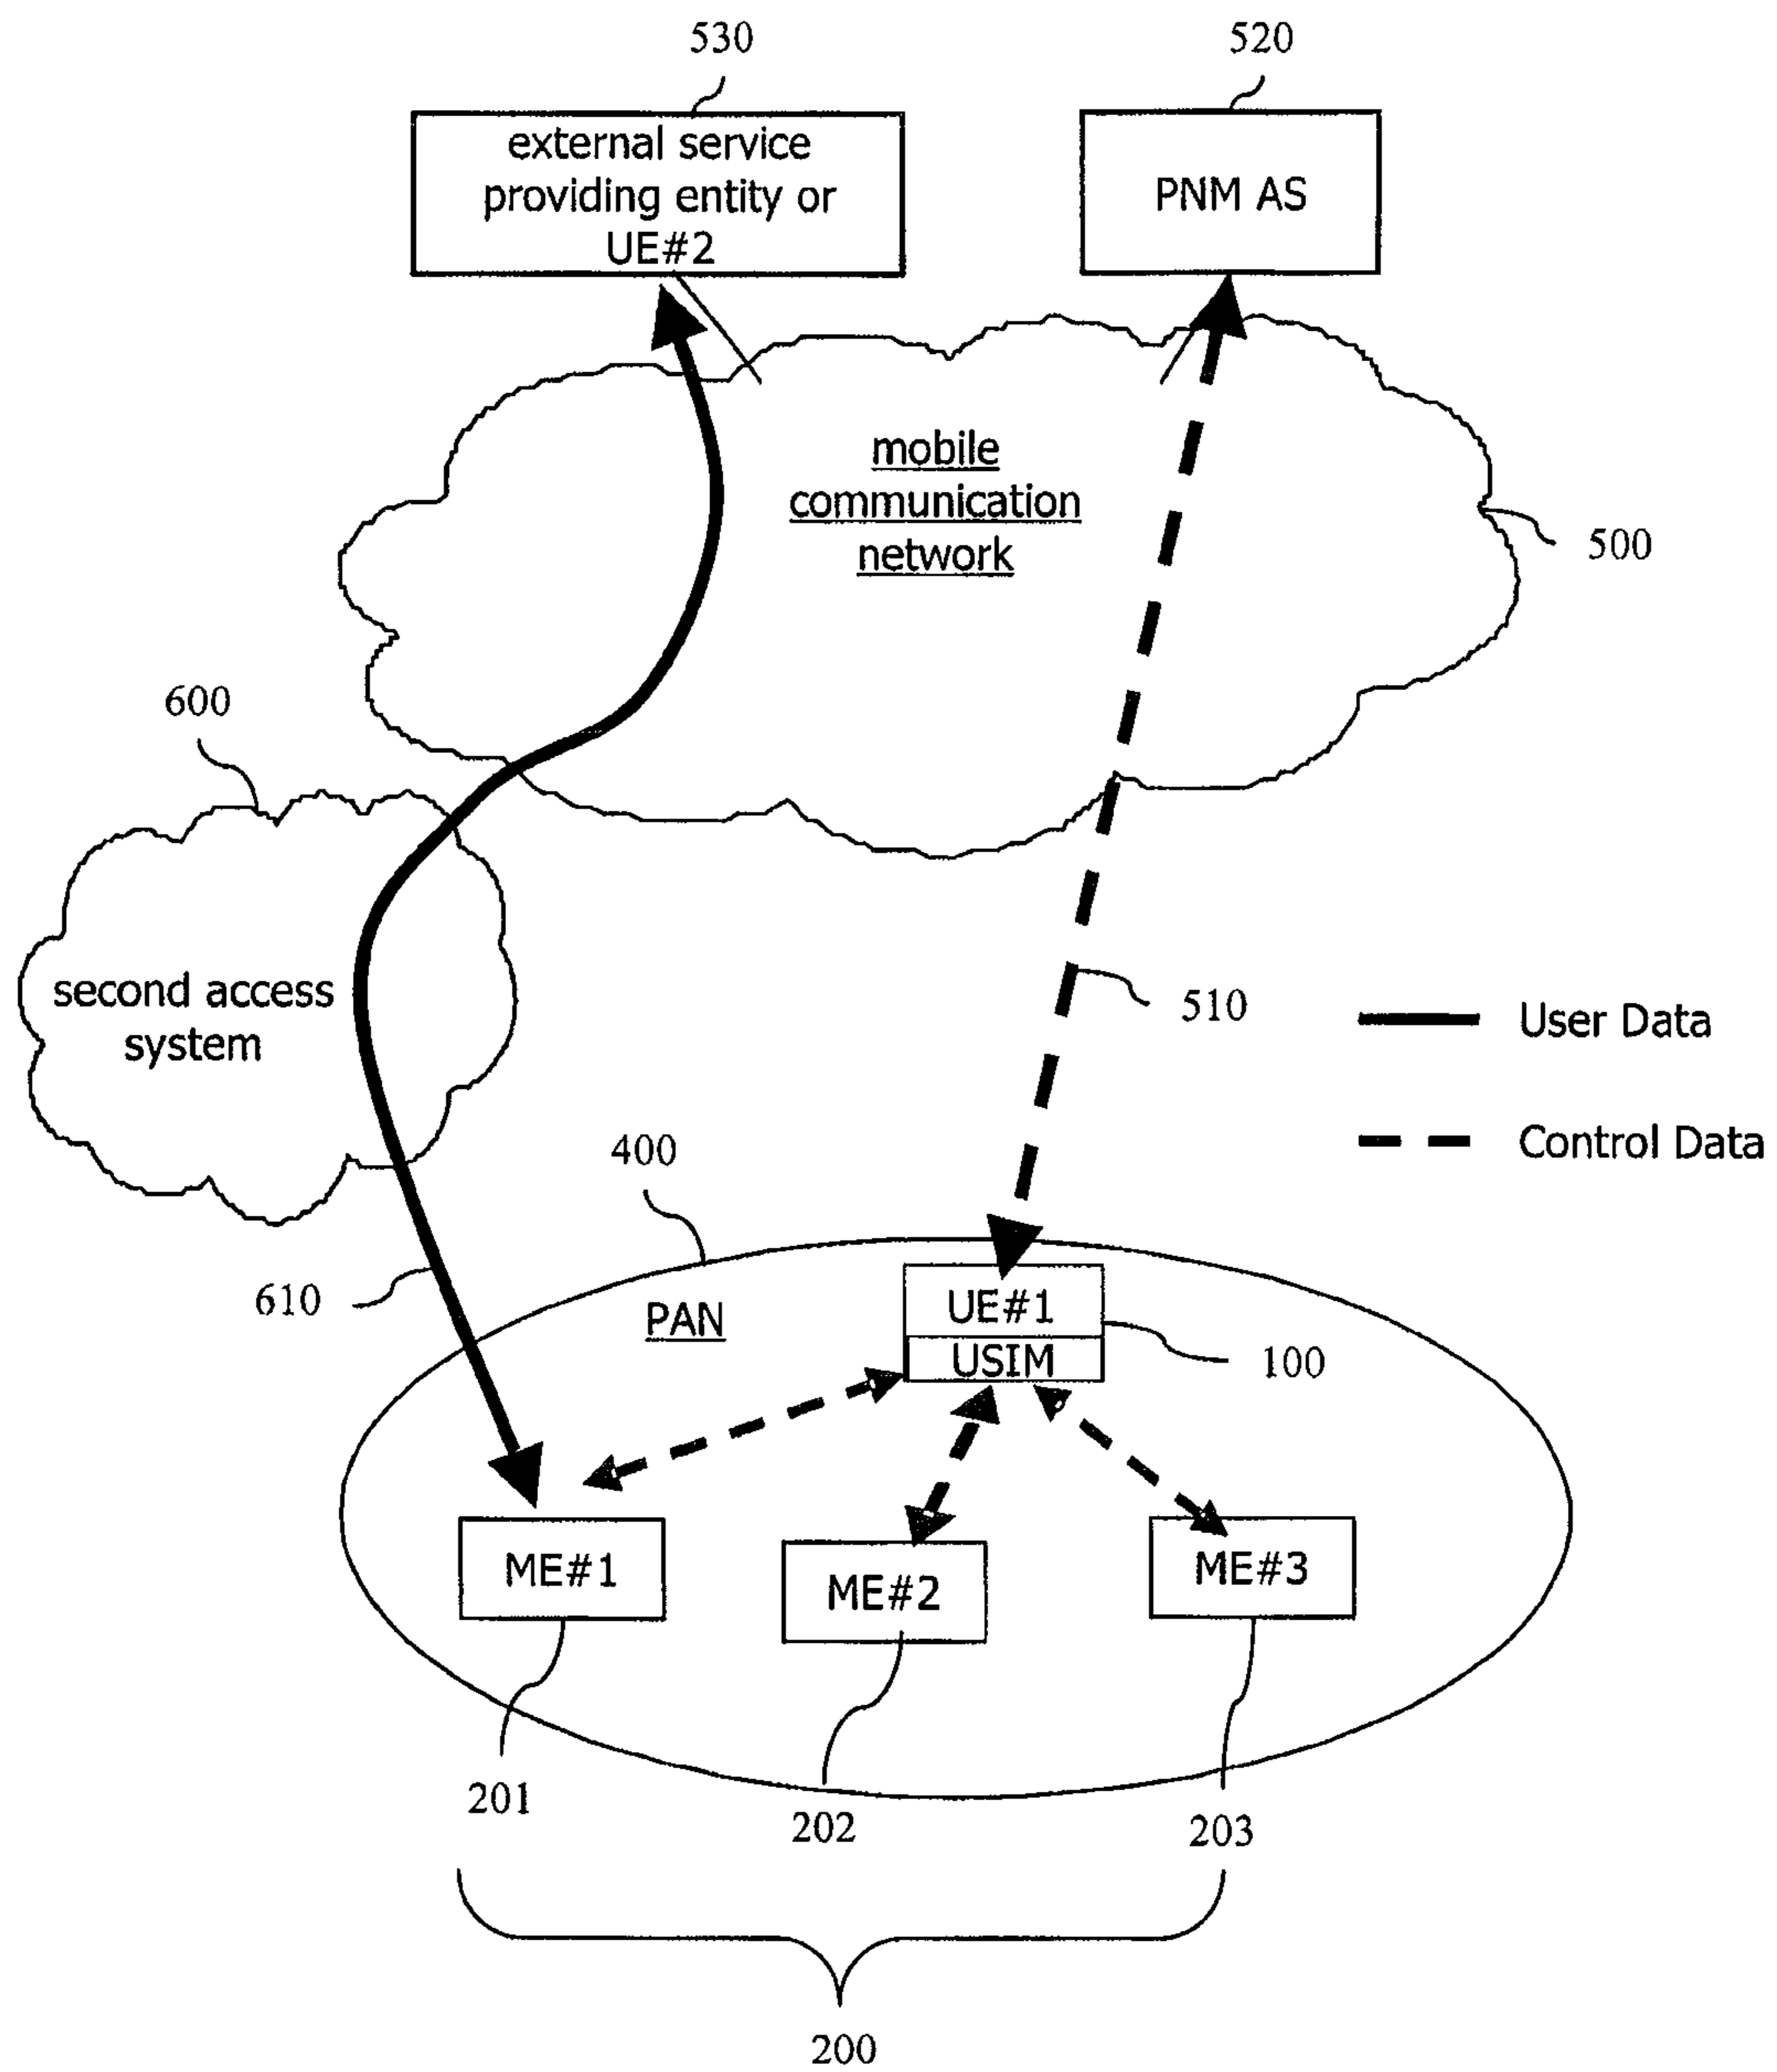 530
520
external service
providing entity or
UE#2
PNM AS
mobile
communication
network
500
600
second access
system
510
User Data
Control Data
400
610
PAN
UE#1
USIM
100
ME#1
ME#2
ME#3
201
202
203
200